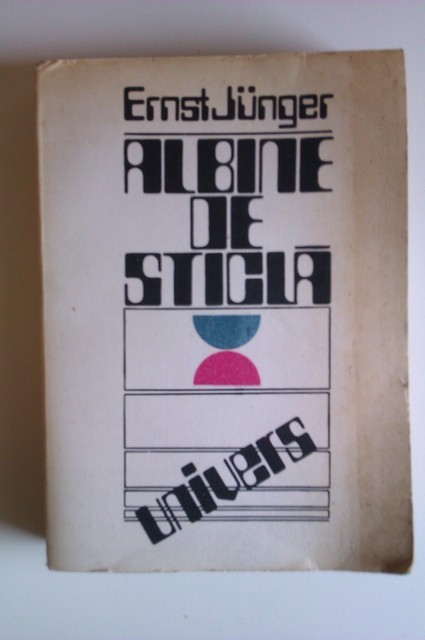 Ernst Jünger
ALBINE
DE
STICLĂ
univers